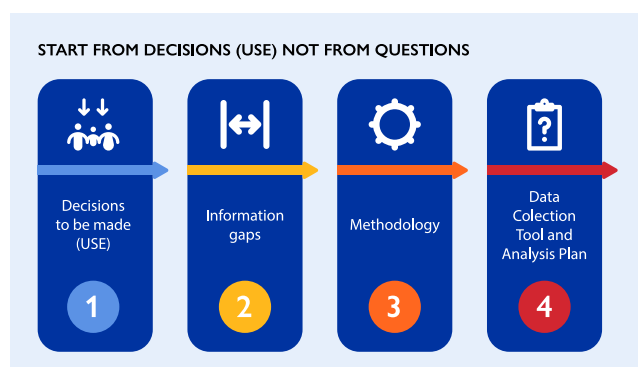 START FROM DECISIONS (USE) NOT FROM QUESTIONS
Decisions
to be made
(USE)
1
Information
gaps
2
Methodology
3
?
Data
Colection
Tool and
Analysis Plan
4